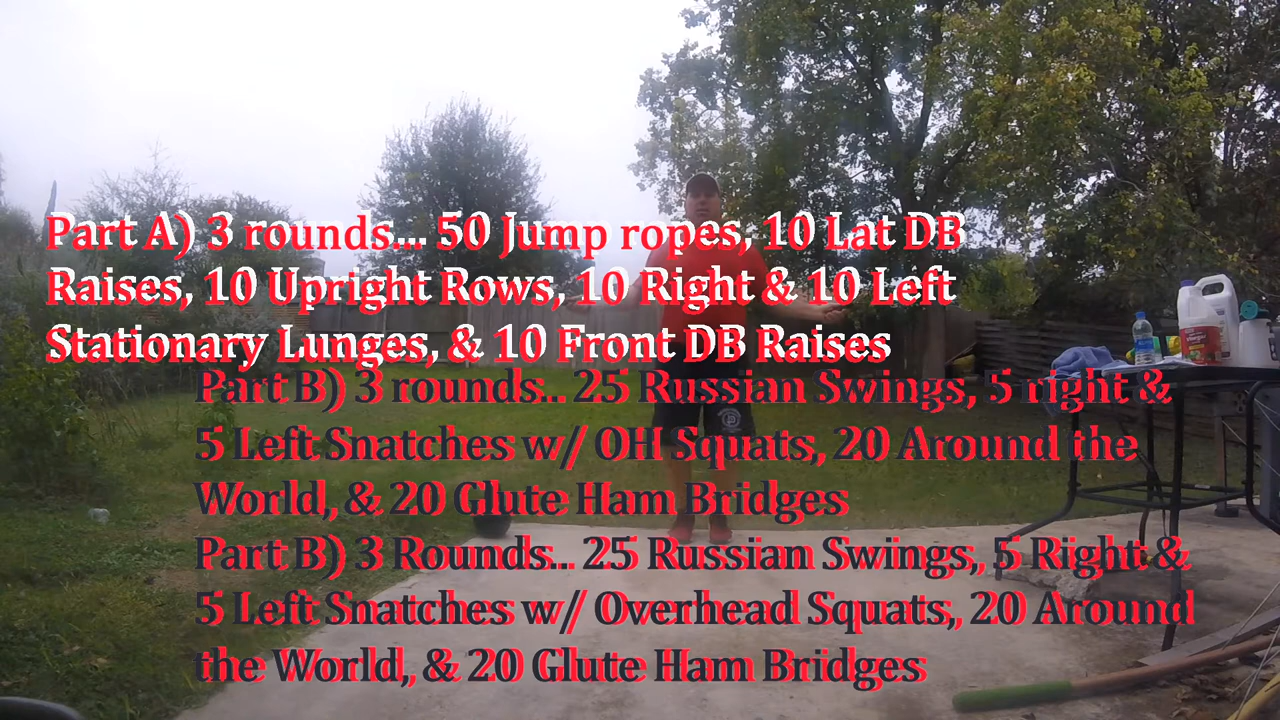 Part A) 3 rounds... 50 Jump ropes, 10 Lat DB
Raises, 10 Upright Rows, 10 Right & 10 Left
Stationary Lunges, & 10 Front DB Raises
Part B) 3 rounds.. 25 Russian Swings, 5 right &
5 Left Snatches w/ OH Squats, 20 Around the
World, & 20 Glute Ham Bridges
Part B) 3 Rounds... 25 Russian Swings, 5 Right &
5 Left Snatches w/ Overhead Squats, 20 Around
the World, & 20 Glute Ham Bridges